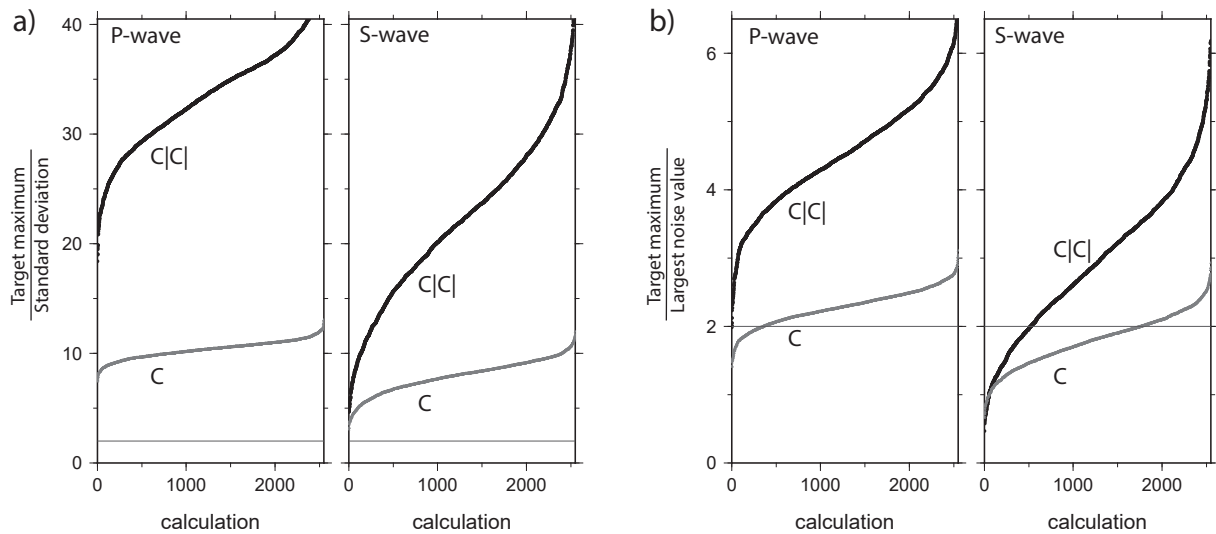 a)
P-wave
S-wave
40
30
20
10
0
Target maximum
Standard deviation
C|C|
C
C|C|
C
0
1000
2000
0
1000
2000
calculation
calculation
b)
P-wave
S-wave
6
4
2
0
Target maximum
Largest noise value
C|C|
C
C|C|
C
0
1000
2000
0
1000
2000
calculation
calculation